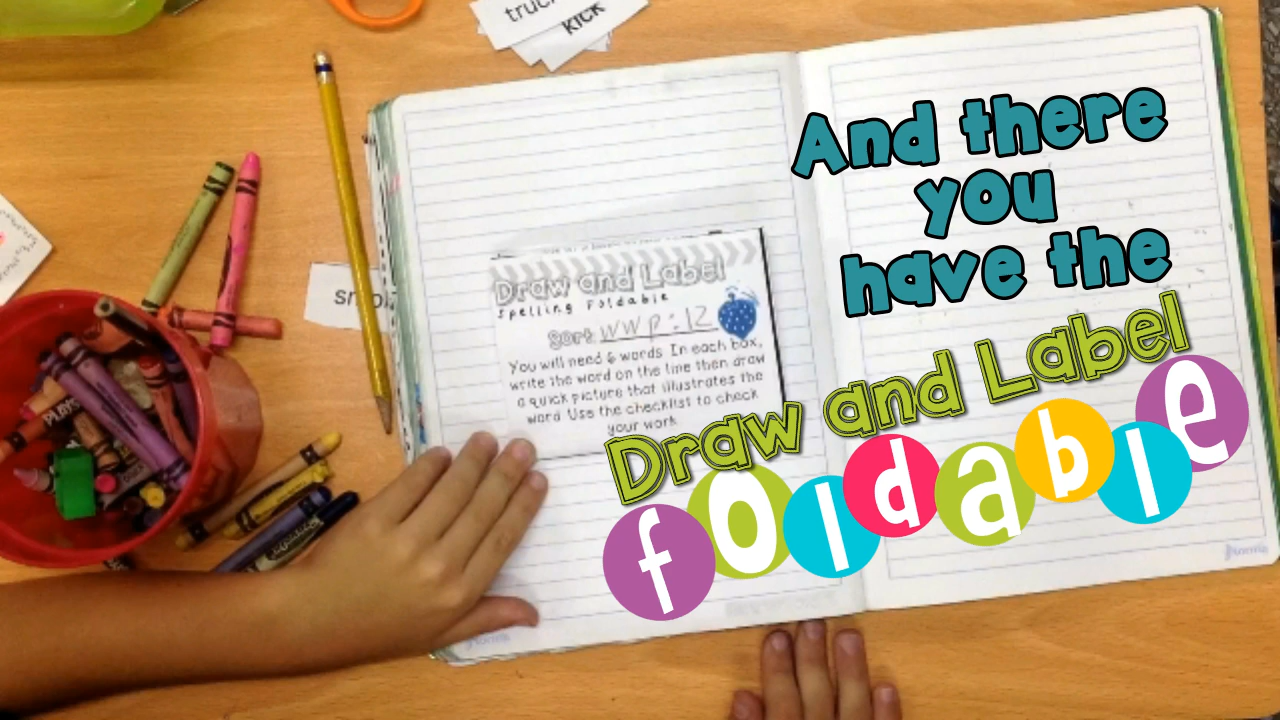 truck
KICK
And there
you
have the
Draw and Label
foldable
Draw and Label
Spelling Foldable
Sort WWP:12
You will need 6 words. In each box,
write the word on the line then draw
a quick picture that illustrates the
word. Use the checklist to check
your work.